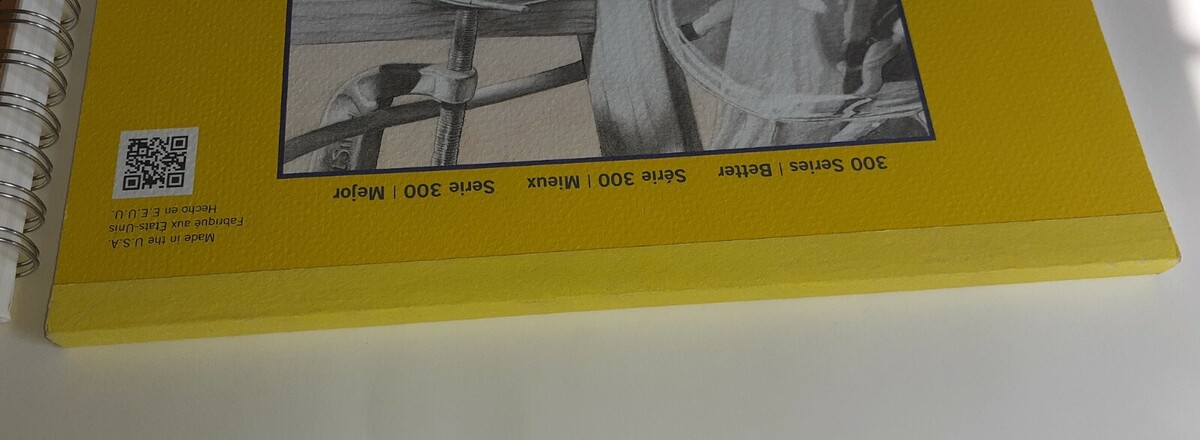 300 Series | Better Série 300 | Mieux Serie 300 | Mejor
Made in the U.S.A.
Fabriqué aux États-Unis
Hecho en E.E.U.U.